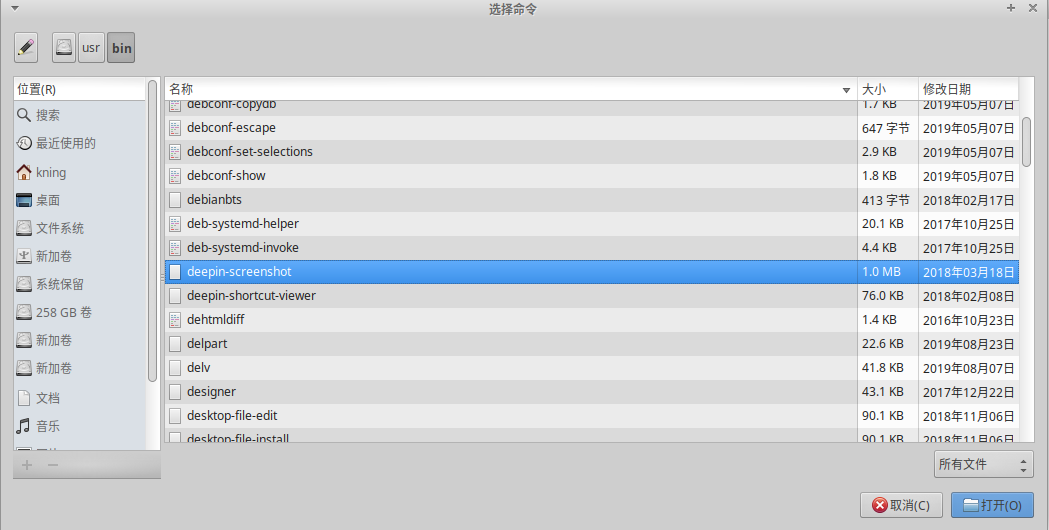 选择命令
usr bin
位置(R)
搜索
最近使用的
kning
桌面
文件系统
新加卷
系统保留
258 GB 卷
新加卷
新加卷
文档
音乐
名称 大小 修改日期
debconf-copydb 1.7 KB 2019年05月07日
debconf-escape 647 字节 2019年05月07日
debconf-set-selections 2.9 KB 2019年05月07日
debconf-show 1.8 KB 2019年05月07日
debianbts 413 字节 2018年02月17日
deb-systemd-helper 20.1 KB 2017年10月25日
deb-systemd-invoke 4.4 KB 2017年10月25日
deepin-screenshot 1.0 MB 2018年03月18日
deepin-shortcut-viewer 76.0 KB 2018年02月08日
dehtmldiff 1.4 KB 2016年10月23日
delpart 22.6 KB 2019年08月23日
delv 41.8 KB 2019年08月07日
designer 43.1 KB 2017年12月22日
desktop-file-edit 90.1 KB 2018年11月06日
desktop-file-install 90.1 KB 2018年11月06日
所有文件
取消(C) 打开(O)